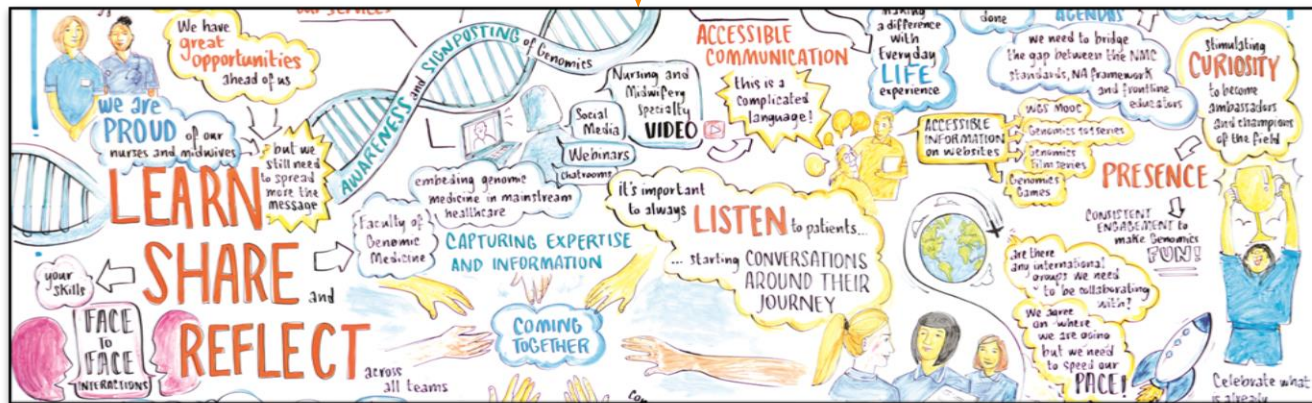 We have
great
opportunities
ahead of us
we are
PROUD of our
nurses and midwives
but we
still need
to spread
more the
message
AWARENESS and SIGNPOSTING of Genomics
LEARN
SHARE and
REFLECT across
all teams
your
skills
FACE
TO
FACE
INTERACTIONS
Faculty of
Genomic
Medicine
embeding genomic
medicine in mainstream
healthcare
CAPTURING EXPERTISE
AND INFORMATION
COMING
TOGETHER
Social
Media
Webinars
chatrooms
Nursing and
Midwifery
specialty
VIDEO
ACCESSIBLE
COMMUNICATION
this is a
complicated
language!
it's important
to always LISTEN to patients...
... starting CONVERSATIONS
AROUND THEIR
JOURNEY
a difference
with
Everyday
LIFE
experience
done
AGENDAS
we need to bridge
the gap between the NMC
standards, NA framework
and frontline
educators
ACCESSIBLE
INFORMATION
on websites
WGS MOOC
Genomics
Film series
Genomics
Games
stimulating
CURIOSITY
to become
ambassadors
and champions
of the field
PRESENCE
CONSISTENT
ENGAGEMENT to
make Genomics
FUN!
are there
any international
groups we need
to be collaborating
with?
We agree
on where
we are going
but we need
to speed our
PACE!
Celebrate what
is already